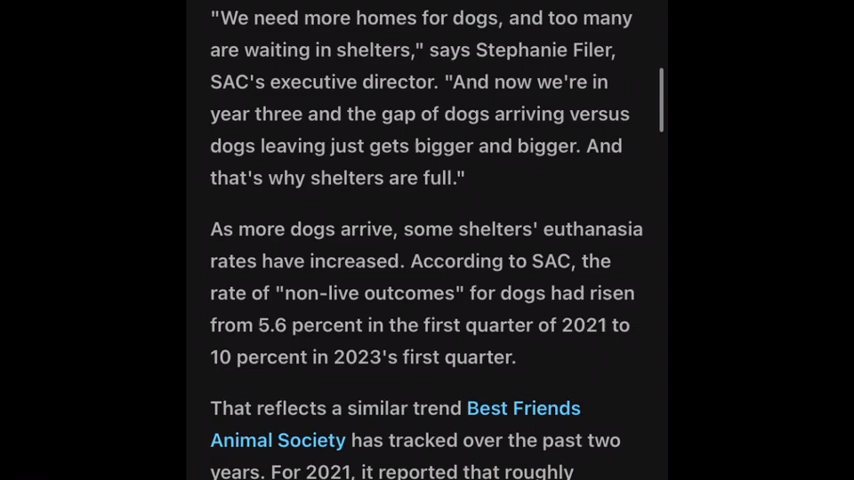 "We need more homes for dogs, and too many
are waiting in shelters," says Stephanie Filer,
SAC's executive director. "And now we're in
year three and the gap of dogs arriving versus
dogs leaving just gets bigger and bigger. And
that's why shelters are full."
As more dogs arrive, some shelters' euthanasia
rates have increased. According to SAC, the
rate of "non-live outcomes" for dogs had risen
from 5.6 percent in the first quarter of 2021 to
10 percent in 2023's first quarter.
That reflects a similar trend Best Friends
Animal Society has tracked over the past two
years. For 2021, it reported that roughly